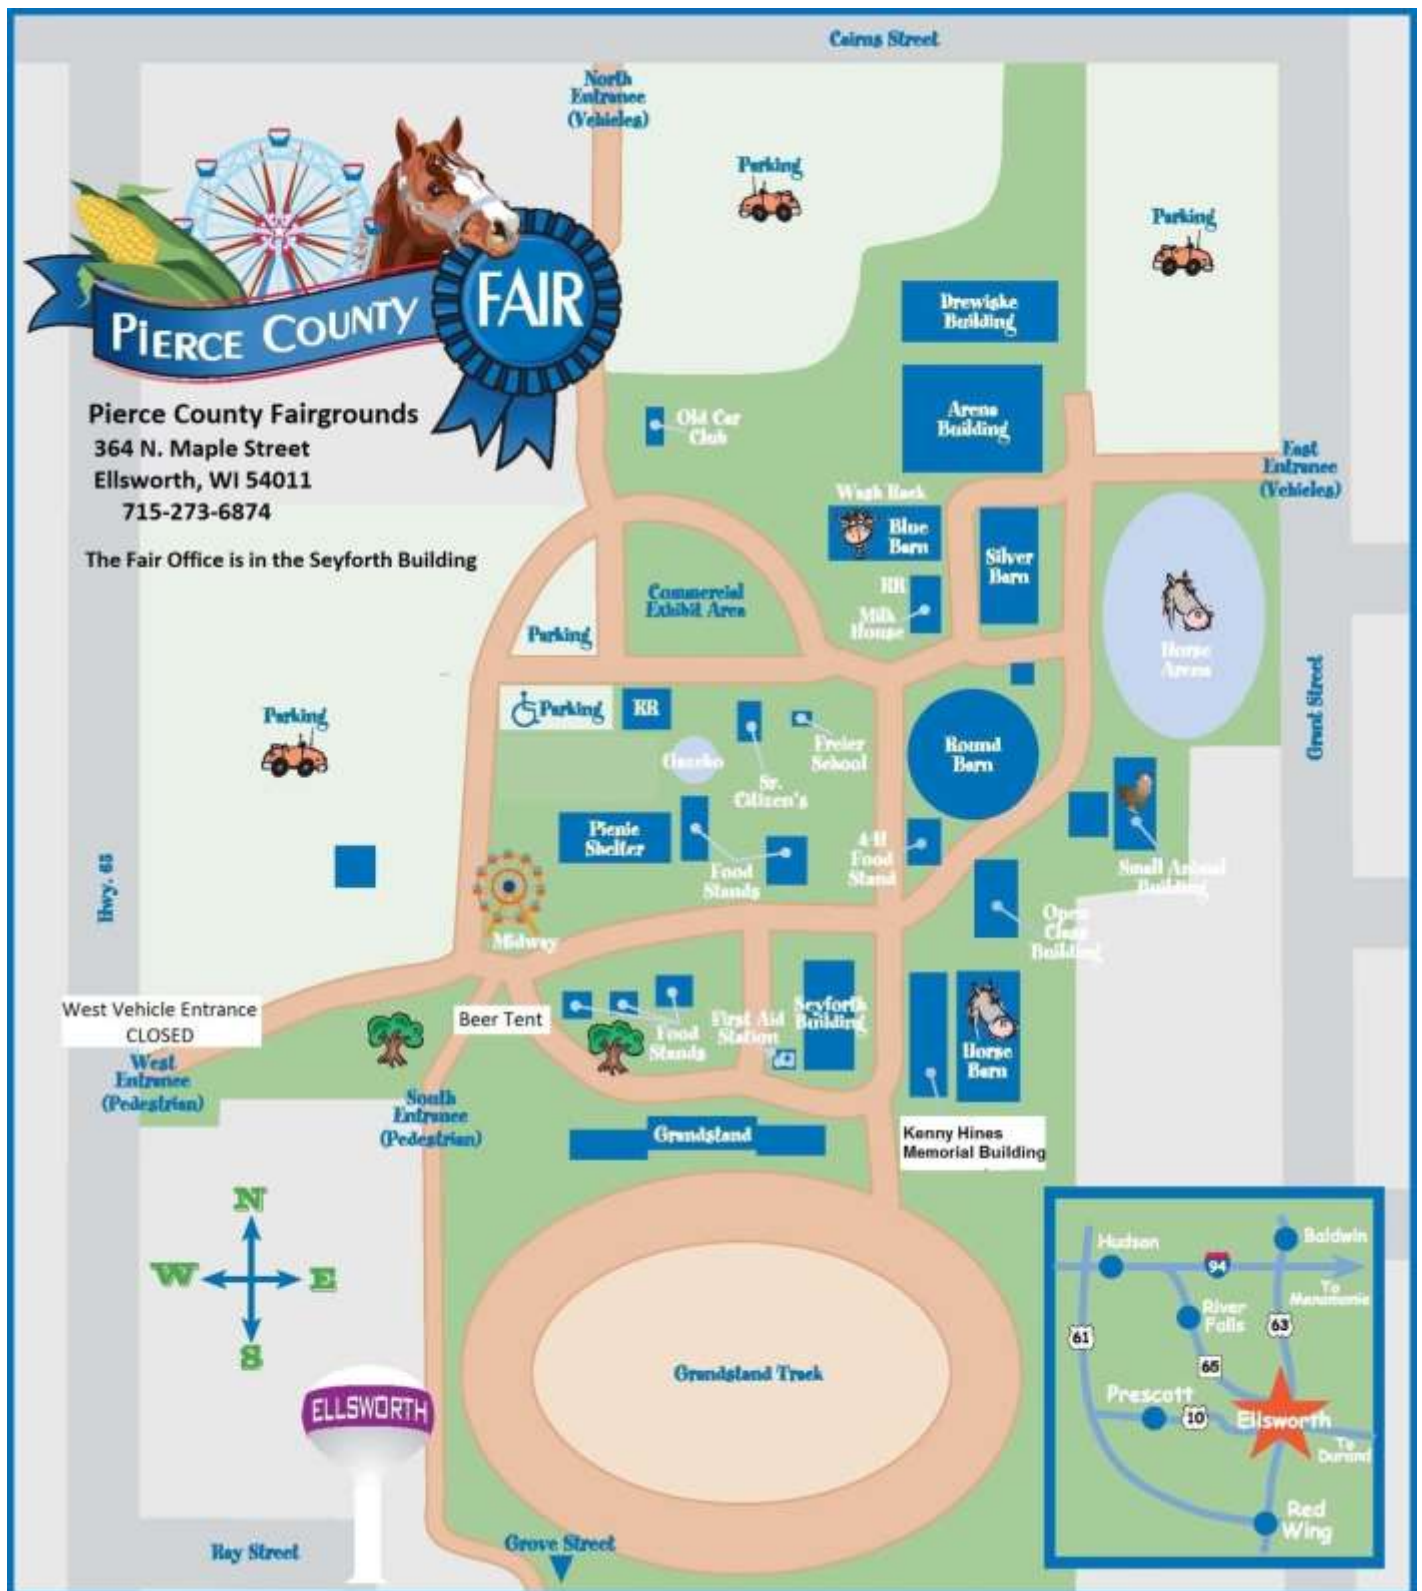 Cairns Street
North
Entrance
(Vehicles)
Parking
Parking
PIERCE COUNTY
FAIR
Drewiske
Building
Pierce County Fairgrounds
364 N. Maple Street
Ellsworth, WI 54011
715-273-6874
The Fair Office is in the Seyforth Building
Old Car
Club
Arena
Building
East
Entrance
(Vehicles)
Wash Rack
Blue
Barn
Silver
Barn
RR
Milk
House
Commercial
Exhibit Area
Parking
Horse
Arena
Grant Street
Parking
RR
Parking
Gazebo
Sr.
Citizen's
Freier
School
Round
Barn
Picnic
Shelter
Food
Stands
4-H
Food
Stand
Small Animal
Building
Hwy. 65
Midway
Open
Class
Building
West Vehicle Entrance
CLOSED
West
Entrance
(Pedestrian)
Beer Tent
Food
Stands
First Aid
Station
Seyforth
Building
Horse
Barn
South
Entrance
(Pedestrian)
Grandstand
Kenny Hines
Memorial Building
N
W
E
S
Grandstand Track
ELLSWORTH
Hudson
94
Baldwin
To
Menomonie
River
Falls
63
61
65
Prescott
10
Ellsworth
To
Durand
Red
Wing
Ray Street
Grove Street